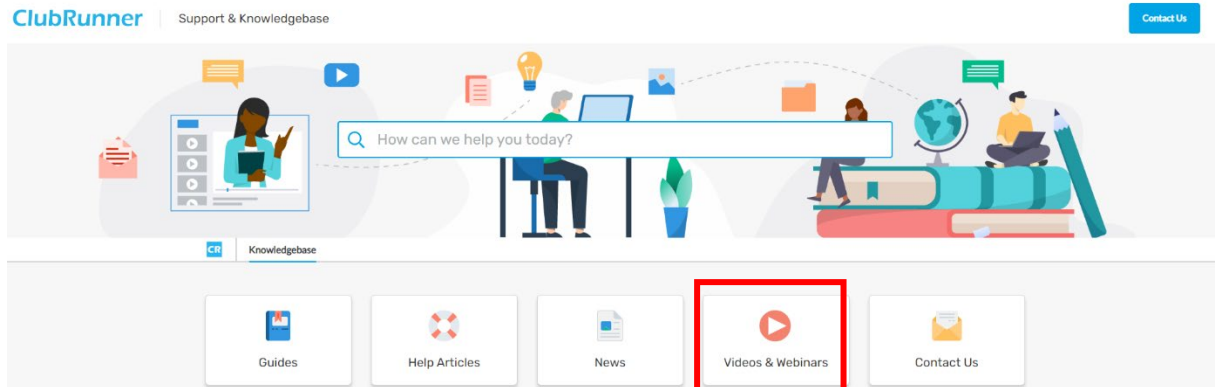 ClubRunner
Support & Knowledgebase
Contact Us
How can we help you today?
CR
Knowledgebase
Guides
Help Articles
News
Videos & Webinars
Contact Us